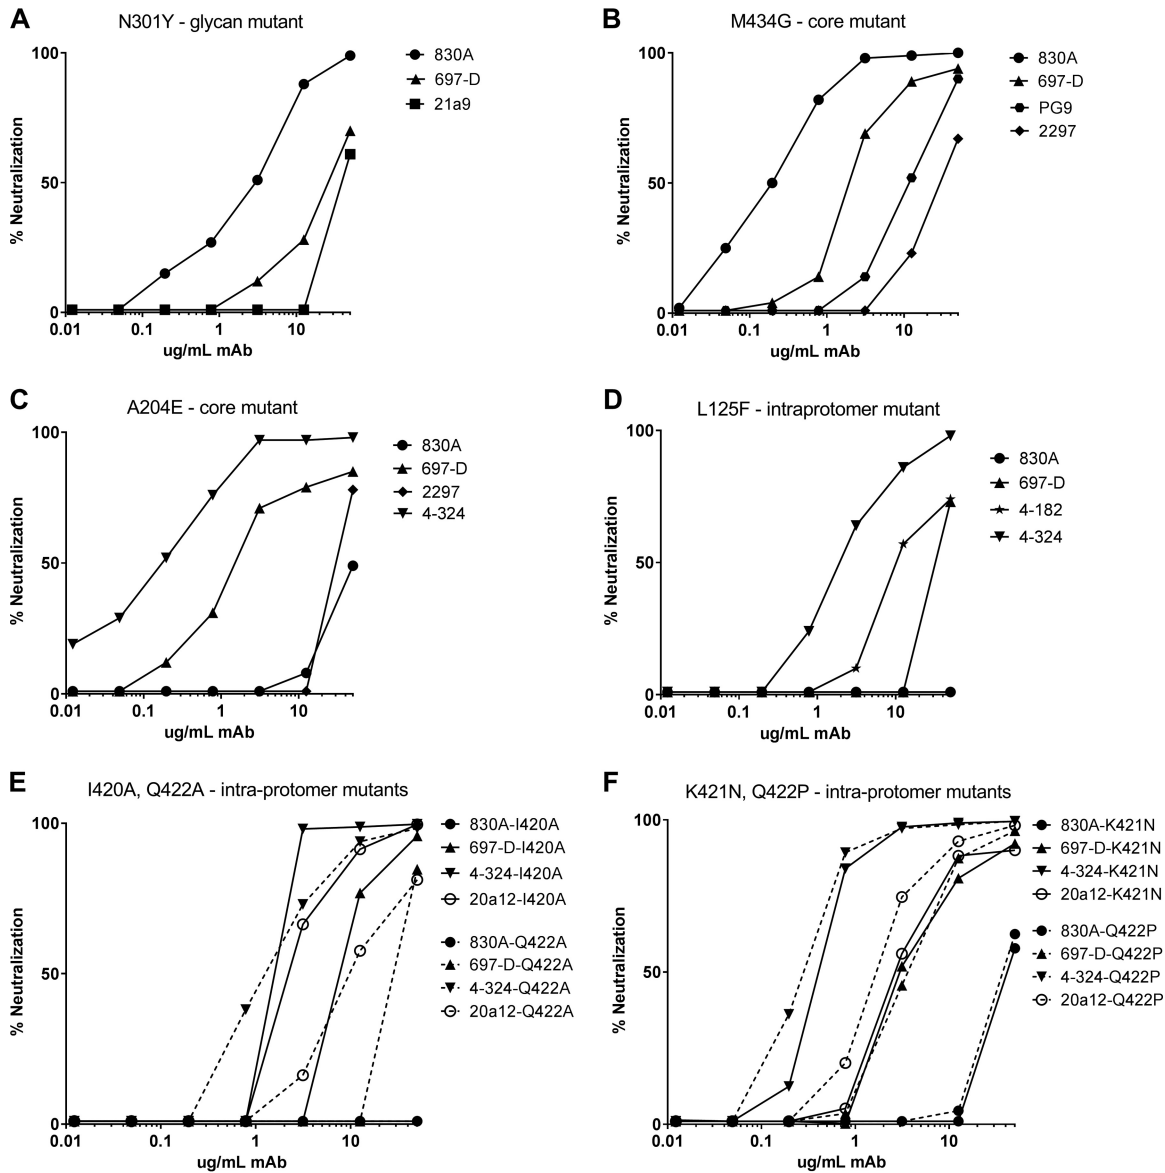 A
N301Y - glycan mutant
100
50
0
% Neutralization
0.01
0.1
1
10
ug/mL mAb
830A
697-D
21a9
B
M434G - core mutant
100
50
0
% Neutralization
0.01
0.1
1
10
ug/mL mAb
830A
697-D
PG9
2297
C
A204E - core mutant
100
50
0
% Neutralization
0.01
0.1
1
10
ug/mL mAb
830A
697-D
2297
4-324
D
L125F - intraprotomer mutant
100
50
0
% Neutralization
0.01
0.1
1
10
ug/mL mAb
830A
697-D
4-182
4-324
E
I420A, Q422A - intra-protomer mutants
100
50
0
% Neutralization
0.01
0.1
1
10
ug/mL mAb
830A-I420A
697-D-I420A
4-324-I420A
20a12-I420A
830A-Q422A
697-D-Q422A
4-324-Q422A
20a12-Q422A
F
K421N, Q422P - intra-protomer mutants
100
50
0
% Neutralization
0.01
0.1
1
10
ug/mL mAb
830A-K421N
697-D-K421N
4-324-K421N
20a12-K421N
830A-Q422P
697-D-Q422P
4-324-Q422P
20a12-Q422P